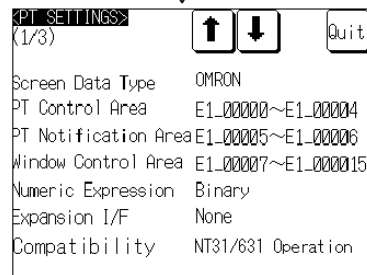 <PT SETTINGS>
(1/3)
Quit
Screen Data Type OMRON
PT Control Area E1_00000~E1_00004
PT Notification Area E1_00005~E1_00006
Window Control Area E1_00007~E1_000015
Numeric Expression Binary
Expansion I/F None
Compatibility NT31/631 Operation